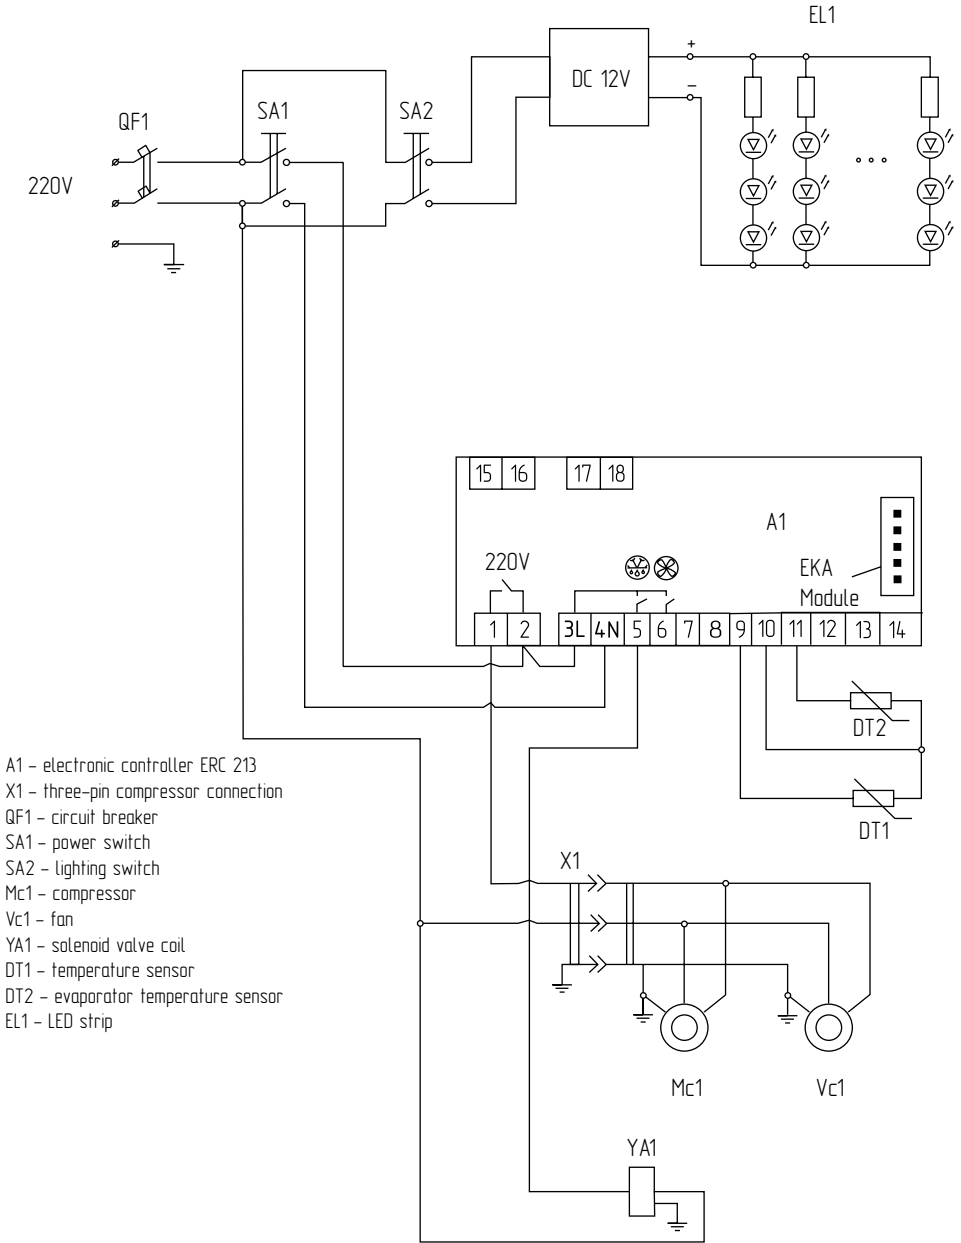 EL1
+
DC 12V
–
QF1
SA1
SA2
220V
15 16 17 18
A1
220V
EKA
Module
1 2 3L 4N 5 6 7 8 9 10 11 12 13 14
DT2
DT1
A1 – electronic controller ERC 213
X1 – three-pin compressor connection
QF1 – circuit breaker
SA1 – power switch
SA2 – lighting switch
Mc1 – compressor
Vc1 – fan
YA1 – solenoid valve coil
DT1 – temperature sensor
DT2 – evaporator temperature sensor
EL1 – LED strip
X1
Mc1
Vc1
YA1